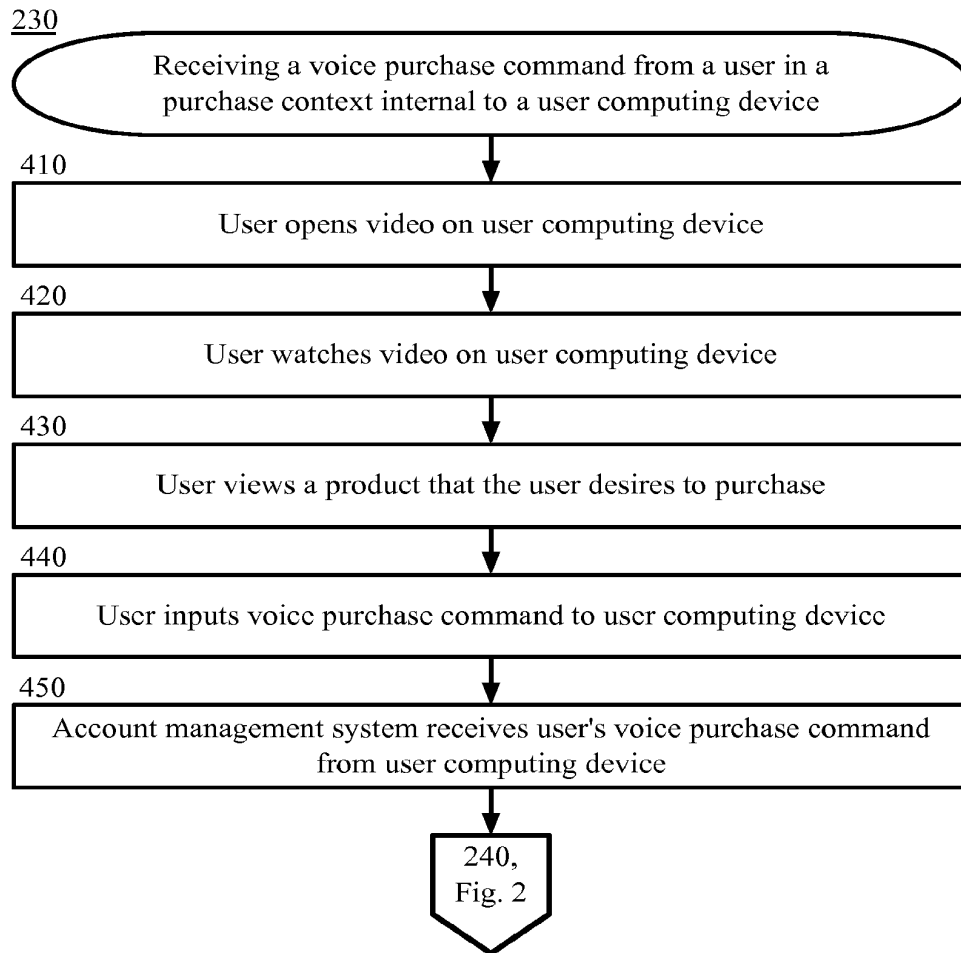 230
Receiving a voice purchase command from a user in a
purchase context internal to a user computing device
410
User opens video on user computing device
420
User watches video on user computing device
430
User views a product that the user desires to purchase
440
User inputs voice purchase command to user computing device
450
Account management system receives user's voice purchase command
from user computing device
240,
Fig. 2